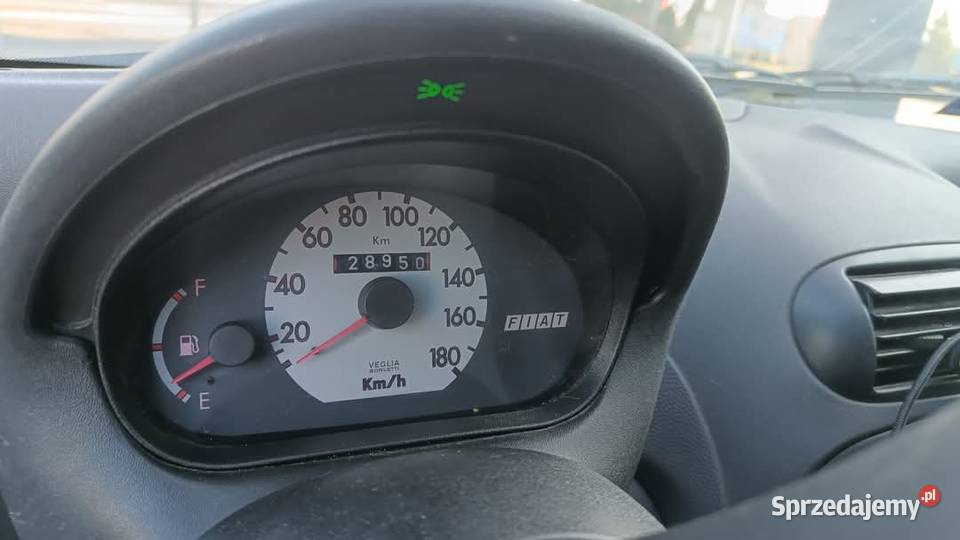 80 100
60 120
Km
28950
40 140
20 160
180
F
E
FIAT
VEGLIA
BORLETTI
Km/h
Sprzedajemy.pl